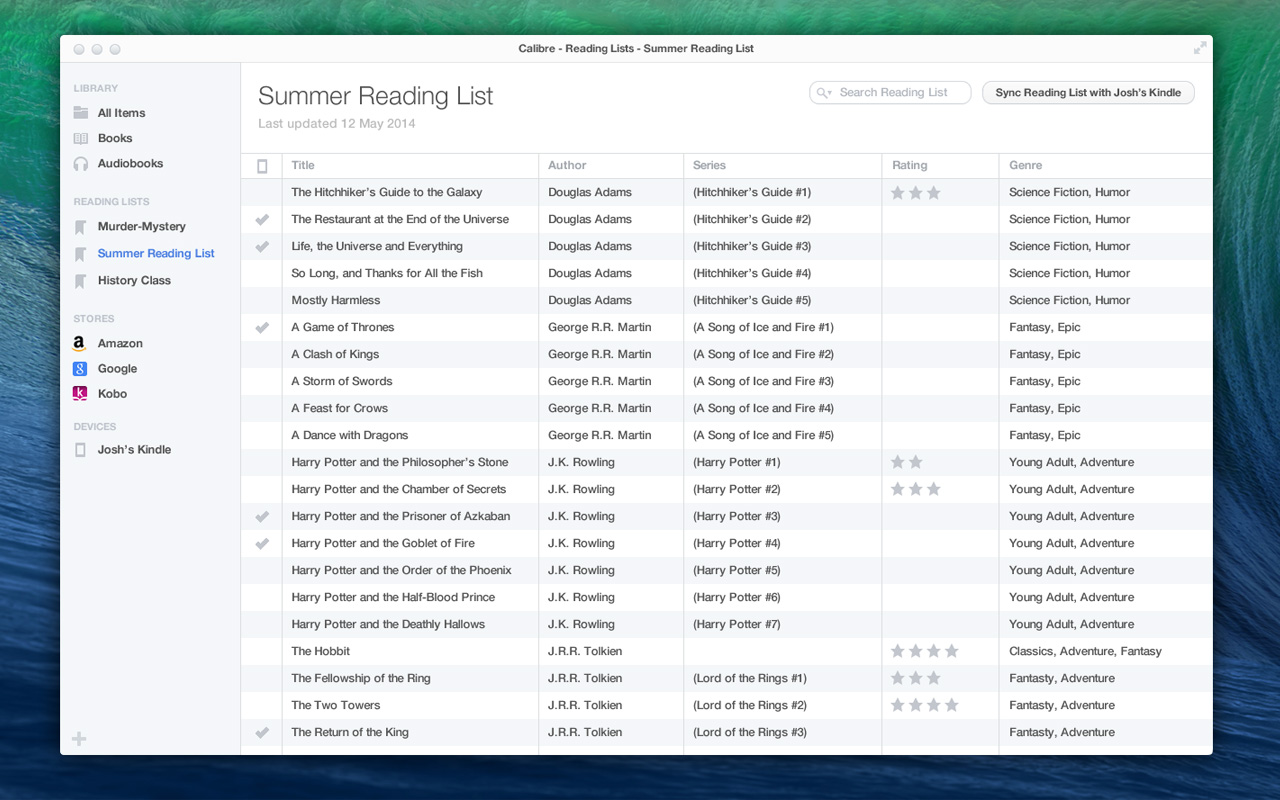 Calibre - Reading Lists - Summer Reading List
LIBRARY
All Items
Books
Audiobooks
READING LISTS
Murder-Mystery
Summer Reading List
History Class
STORES
a Amazon
g Google
k Kobo
DEVICES
Josh's Kindle
Summer Reading List
Last updated 12 May 2014
Search Reading List
Sync Reading List with Josh's Kindle
Title Author Series Rating Genre
The Hitchhiker's Guide to the Galaxy Douglas Adams (Hitchhiker's Guide #1) Science Fiction, Humor
The Restaurant at the End of the Universe Douglas Adams (Hitchhiker's Guide #2) Science Fiction, Humor
Life, the Universe and Everything Douglas Adams (Hitchhiker's Guide #3) Science Fiction, Humor
So Long, and Thanks for All the Fish Douglas Adams (Hitchhiker's Guide #4) Science Fiction, Humor
Mostly Harmless Douglas Adams (Hitchhiker's Guide #5) Science Fiction, Humor
A Game of Thrones George R.R. Martin (A Song of Ice and Fire #1) Fantasy, Epic
A Clash of Kings George R.R. Martin (A Song of Ice and Fire #2) Fantasy, Epic
A Storm of Swords George R.R. Martin (A Song of Ice and Fire #3) Fantasy, Epic
A Feast for Crows George R.R. Martin (A Song of Ice and Fire #4) Fantasy, Epic
A Dance with Dragons George R.R. Martin (A Song of Ice and Fire #5) Fantasy, Epic
Harry Potter and the Philosopher's Stone J.K. Rowling (Harry Potter #1) Young Adult, Adventure
Harry Potter and the Chamber of Secrets J.K. Rowling (Harry Potter #2) Young Adult, Adventure
Harry Potter and the Prisoner of Azkaban J.K. Rowling (Harry Potter #3) Young Adult, Adventure
Harry Potter and the Goblet of Fire J.K. Rowling (Harry Potter #4) Young Adult, Adventure
Harry Potter and the Order of the Phoenix J.K. Rowling (Harry Potter #5) Young Adult, Adventure
Harry Potter and the Half-Blood Prince J.K. Rowling (Harry Potter #6) Young Adult, Adventure
Harry Potter and the Deathly Hallows J.K. Rowling (Harry Potter #7) Young Adult, Adventure
The Hobbit J.R.R. Tolkien Classics, Adventure, Fantasy
The Fellowship of the Ring J.R.R. Tolkien (Lord of the Rings #1) Fantasty, Adventure
The Two Towers J.R.R. Tolkien (Lord of the Rings #2) Fantasty, Adventure
The Return of the King J.R.R. Tolkien (Lord of the Rings #3) Fantasty, Adventure